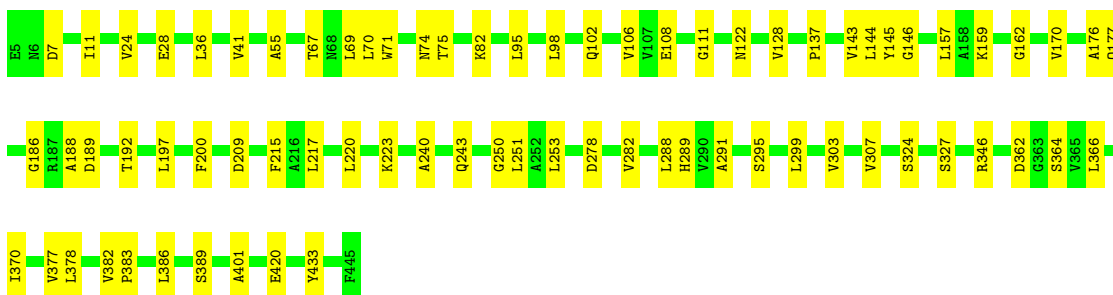 E5 N6 D7 I11 V24 E28 L36 V41 A55 T67 N68 L69 L70 W71 N74 T75 K82 L95 L98 Q102 V106 V107 E108 G111 N122 V128 P137 V143 L144 Y145 G146 L157 A158 K159 G162 V170 A176
G186 R187 A188 D189 T192 L197 F200 D209 F215 A216 L217 L220 K223 A240 Q243 G250 L251 A252 L253 D278 V282 L288 H289 V290 A291 S295 L299 V303 V307 S324 S327 R346 D362 G363 S364 V365 L366
I370 V377 L378 V382 P383 L386 S389 A401 E420 Y433 F445